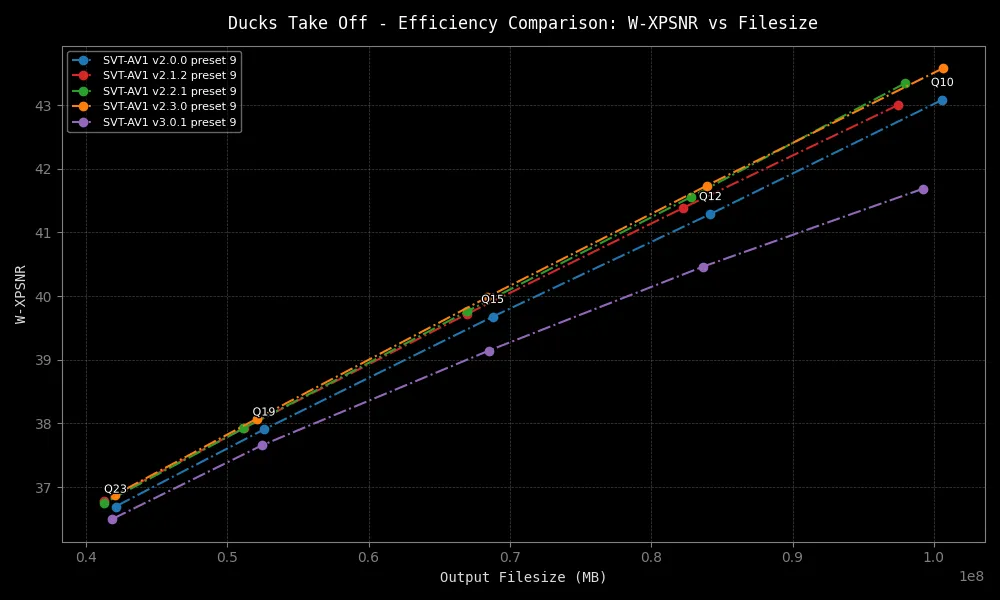 Ducks Take Off - Efficiency Comparison: W-XPSNR vs Filesize
SVT-AV1 v2.0.0 preset 9
SVT-AV1 v2.1.2 preset 9
SVT-AV1 v2.2.1 preset 9
SVT-AV1 v2.3.0 preset 9
SVT-AV1 v3.0.1 preset 9
Q10
Q12
Q15
Q19
Q23
W-XPSNR
43
42
41
40
39
38
37
0.4 0.5 0.6 0.7 0.8 0.9 1.0
1e8
Output Filesize (MB)